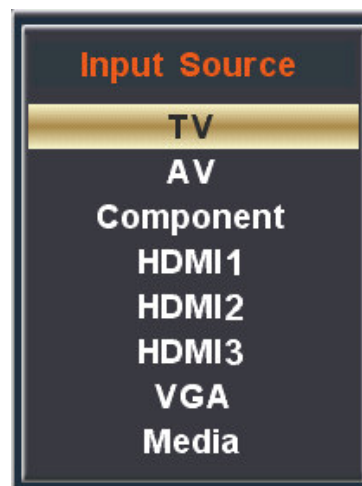 Input Source
TV
AV
Component
HDMI1
HDMI2
HDMI3
VGA
Media